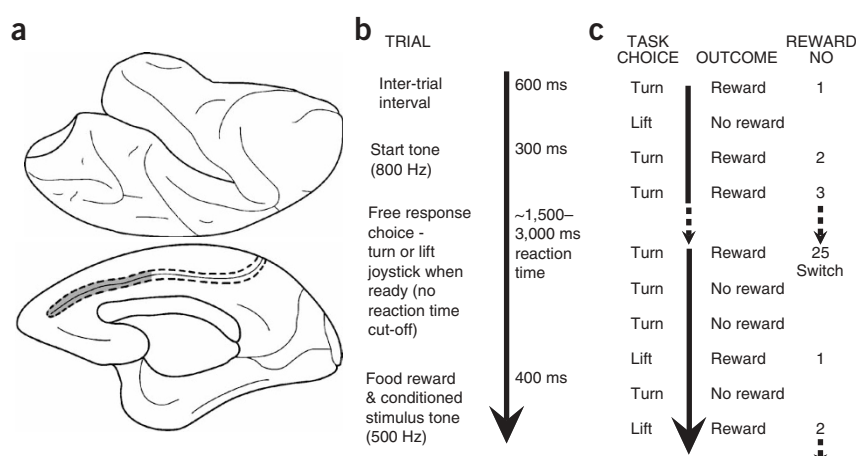 a
b
TRIAL
Inter-trial
interval
600 ms
Start tone
(800 Hz)
300 ms
Free response
choice -
turn or lift
joystick when
ready (no
reaction time
cut-off)
~1,500–
3,000 ms
reaction
time
Food reward
& conditioned
stimulus tone
(500 Hz)
400 ms
c
TASK
CHOICE OUTCOME REWARD
NO
Turn Reward 1
Lift No reward
Turn Reward 2
Turn Reward 3
Turn Reward 25
Switch
Turn No reward
Turn No reward
Lift Reward 1
Turn No reward
Lift Reward 2